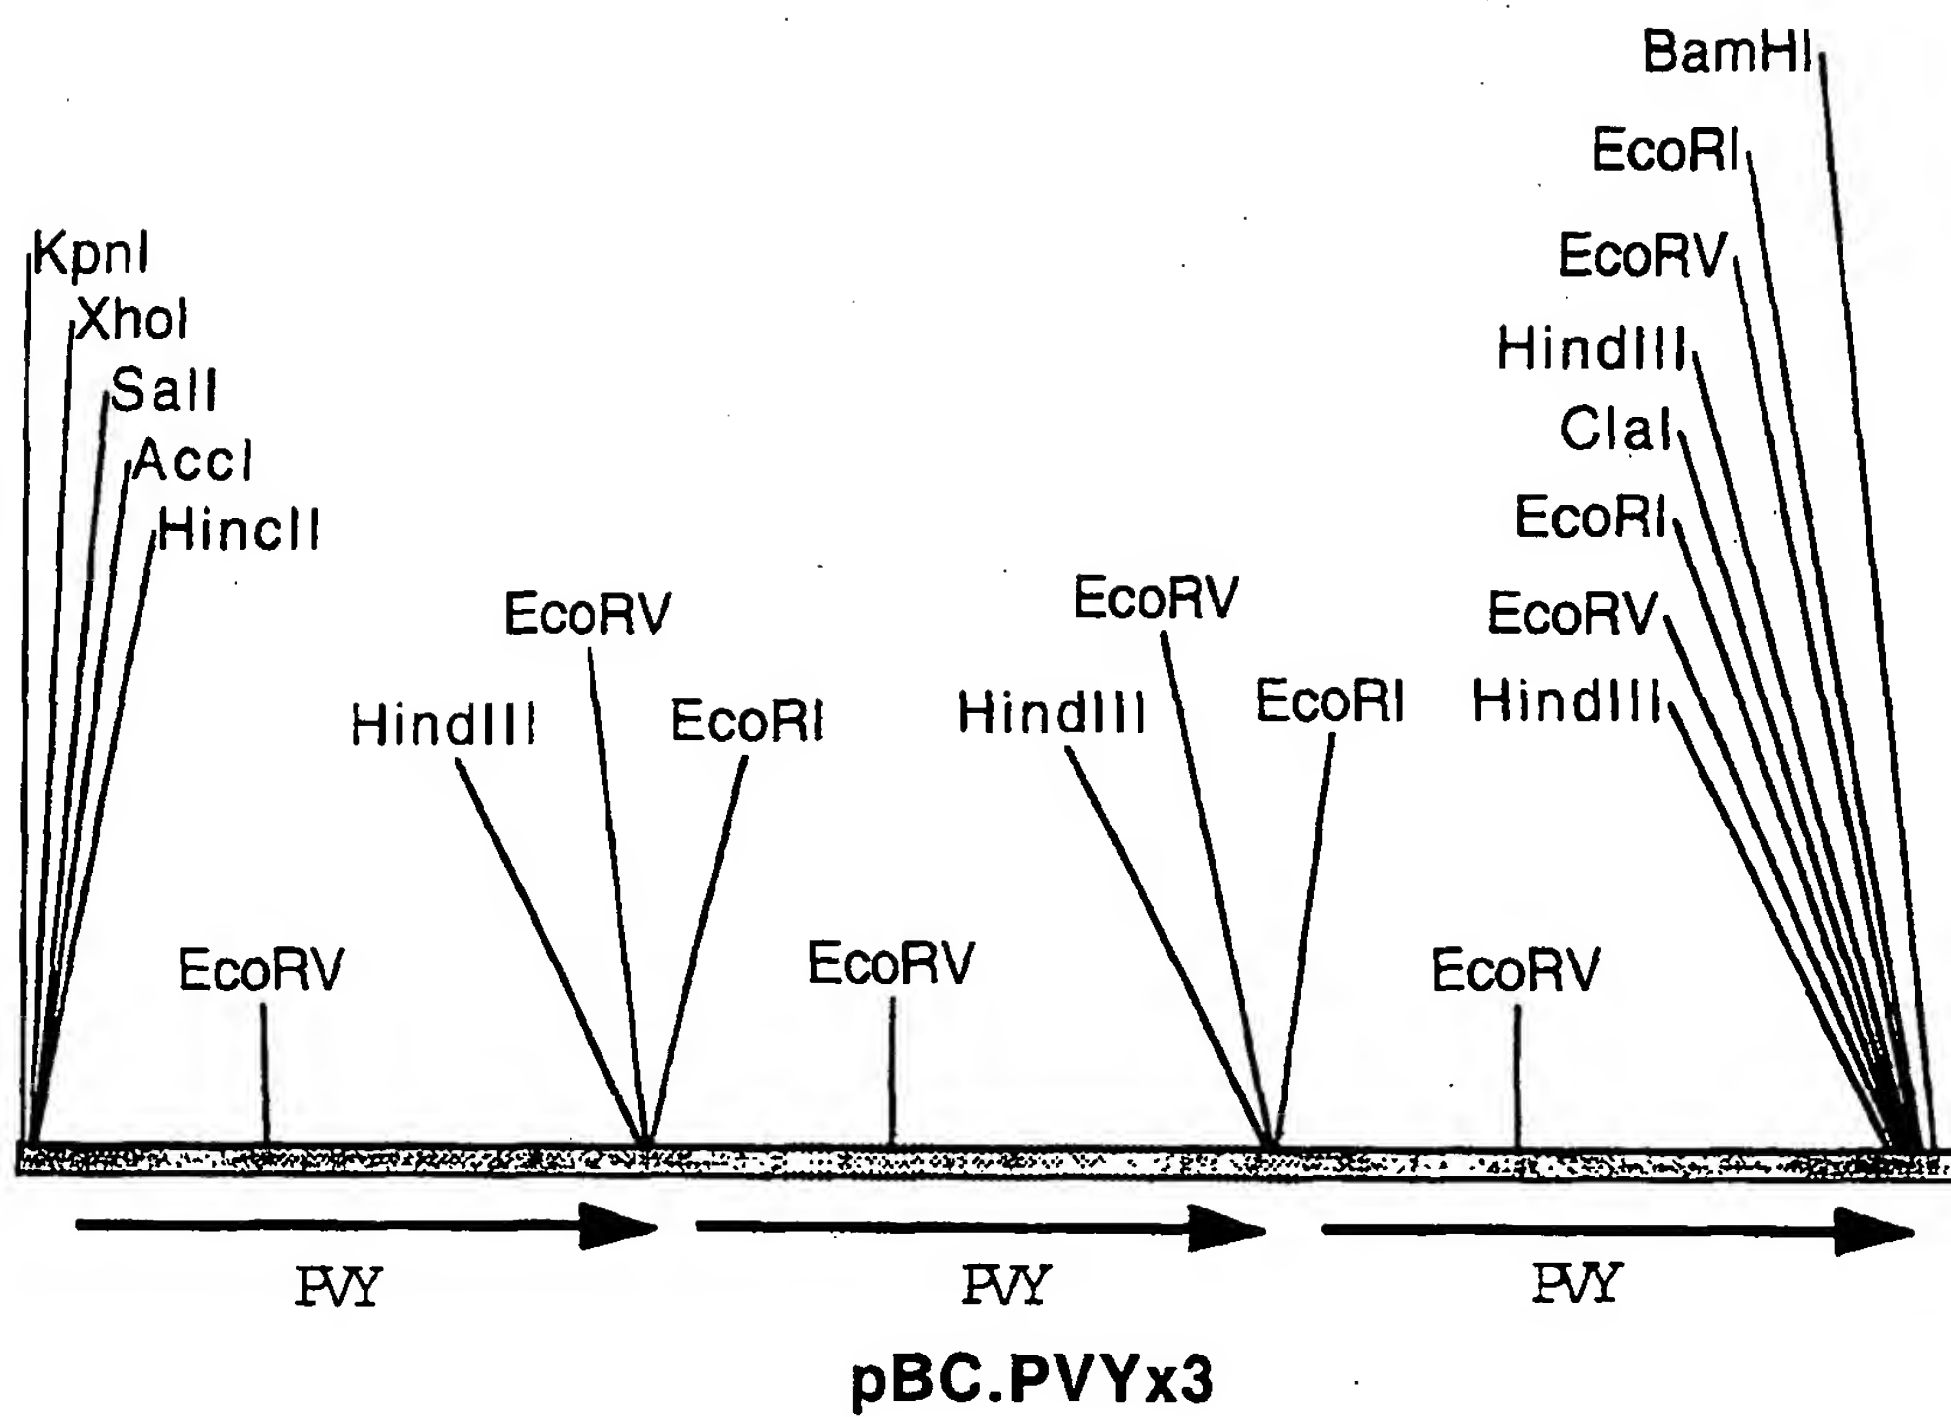 BamHI
EcoRI
KpnI
EcoRV
XhoI
HindIII
SalI
ClaI
AccI
EcoRI
HincII
EcoRV
EcoRV
EcoRV
HindIII
EcoRI
HindIII
EcoRI
HindIII
EcoRV
EcoRV
EcoRV
PVY
PVY
PVY
pBC.PVYx3